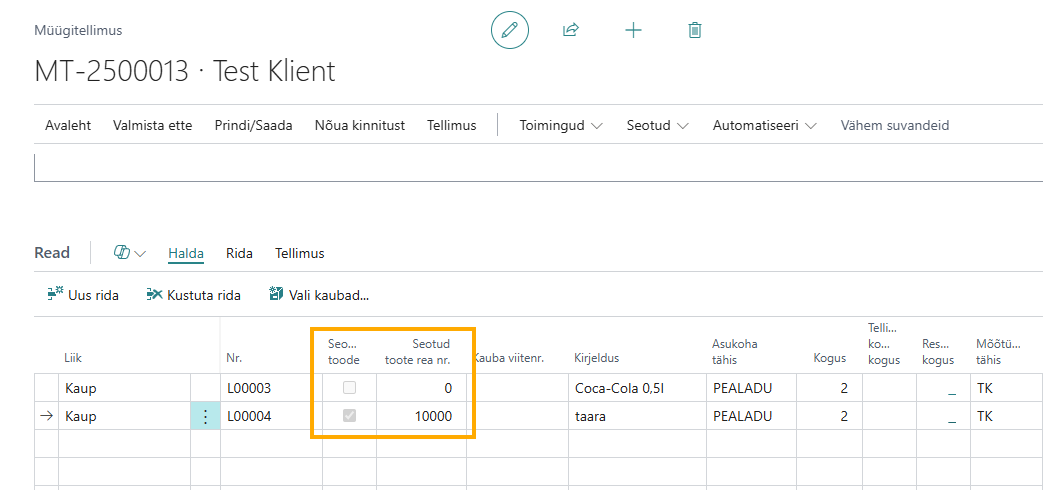 Müügitellimus
MT-2500013 · Test Klient
Avaleht Valmista ette Prindi/Saada Nõua kinnitust Tellimus Toimingud Seotud Automatiseeri Vähem suvandeid
Read Halda Rida Tellimus
Uus rida Kustuta rida Vali kaubad...
Liik Nr. Seo... toode Seotud toote rea nr. Kauba viitenr. Kirjeldus Asukoha tähis Kogus Telli... ko... kogus Res... kogus Mõõtü... tähis
Kaup L00003 0 Coca-Cola 0,5l PEALADU 2 _ TK
Kaup L00004 10000 taara PEALADU 2 _ TK